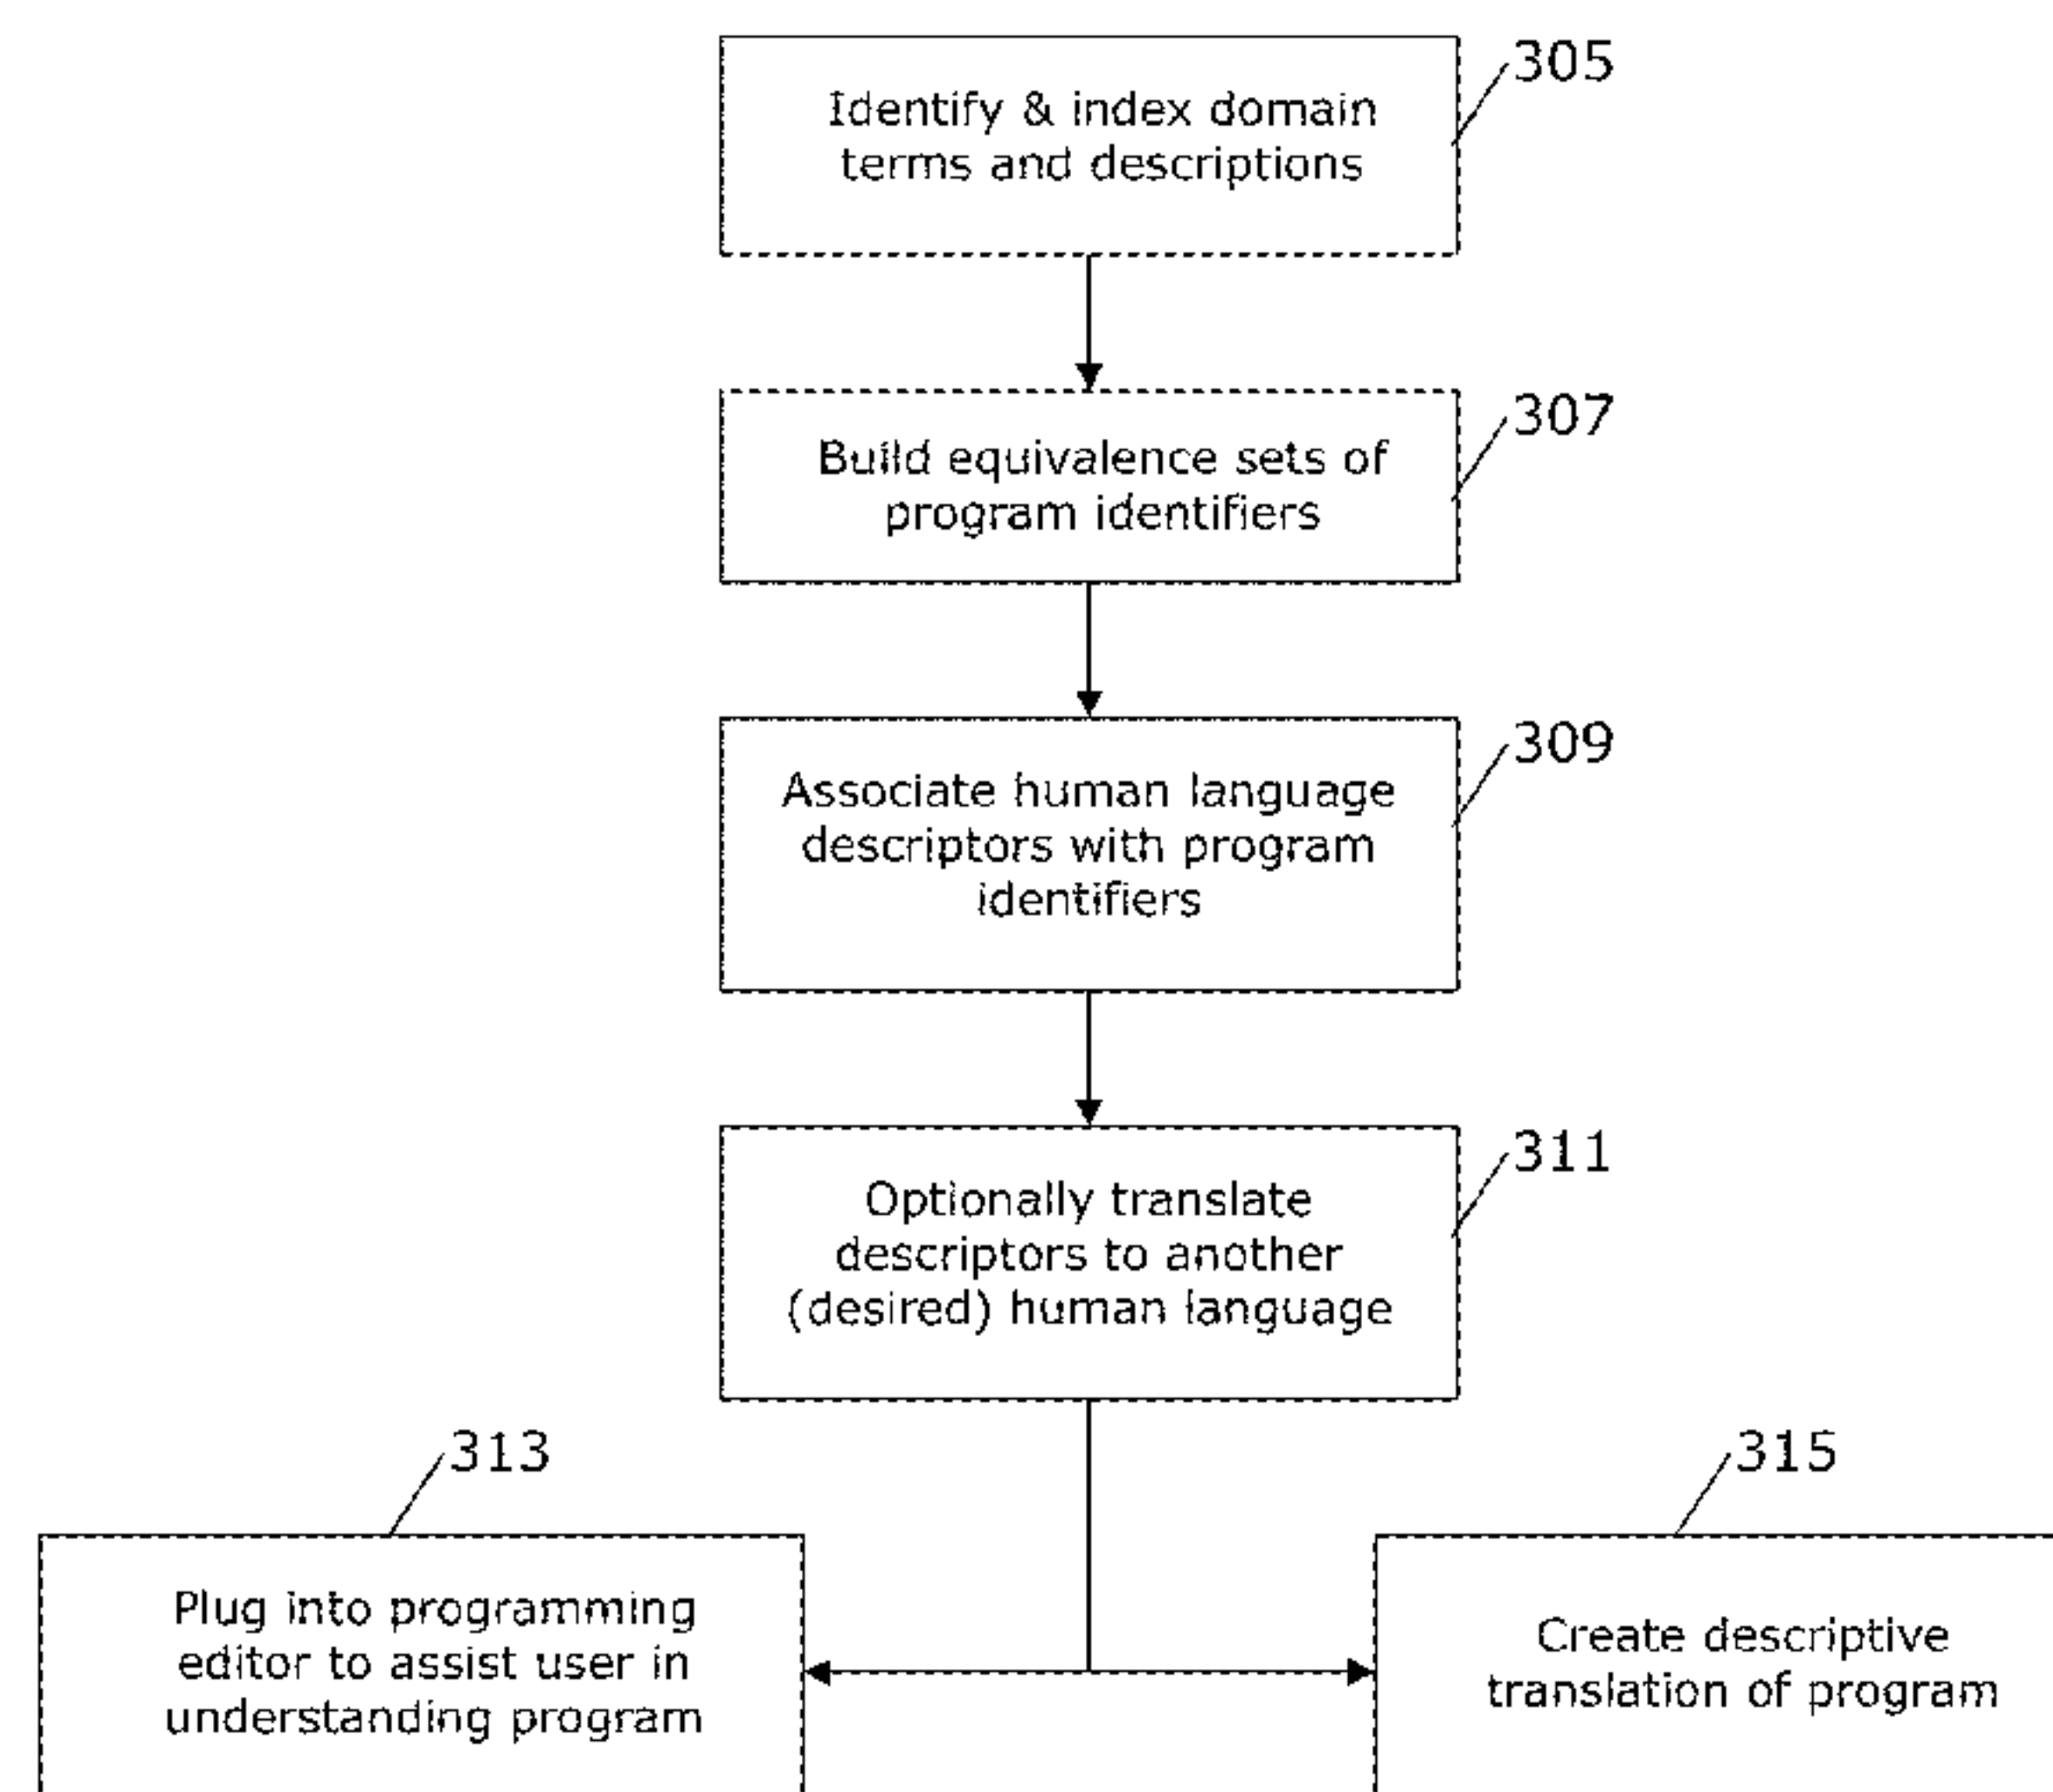 305
Identify & index domain
terms and descriptions
307
Build equivalence sets of
program identifiers
309
Associate human language
descriptors with program
identifiers
311
Optionally translate
descriptors to another
(desired) human language
313
315
Plug into programming
editor to assist user in
understanding program
Create descriptive
translation of program